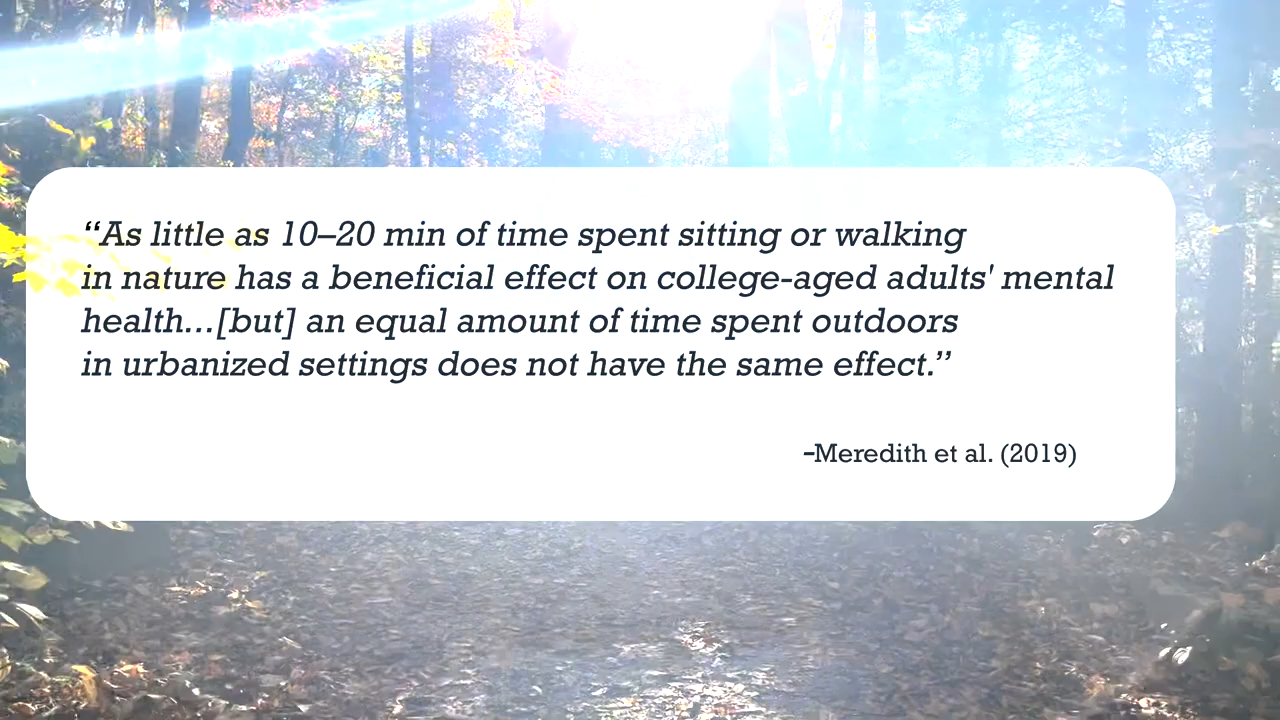 “As little as 10–20 min of time spent sitting or walking
in nature has a beneficial effect on college-aged adults' mental
health...[but] an equal amount of time spent outdoors
in urbanized settings does not have the same effect.”
–Meredith et al. (2019)